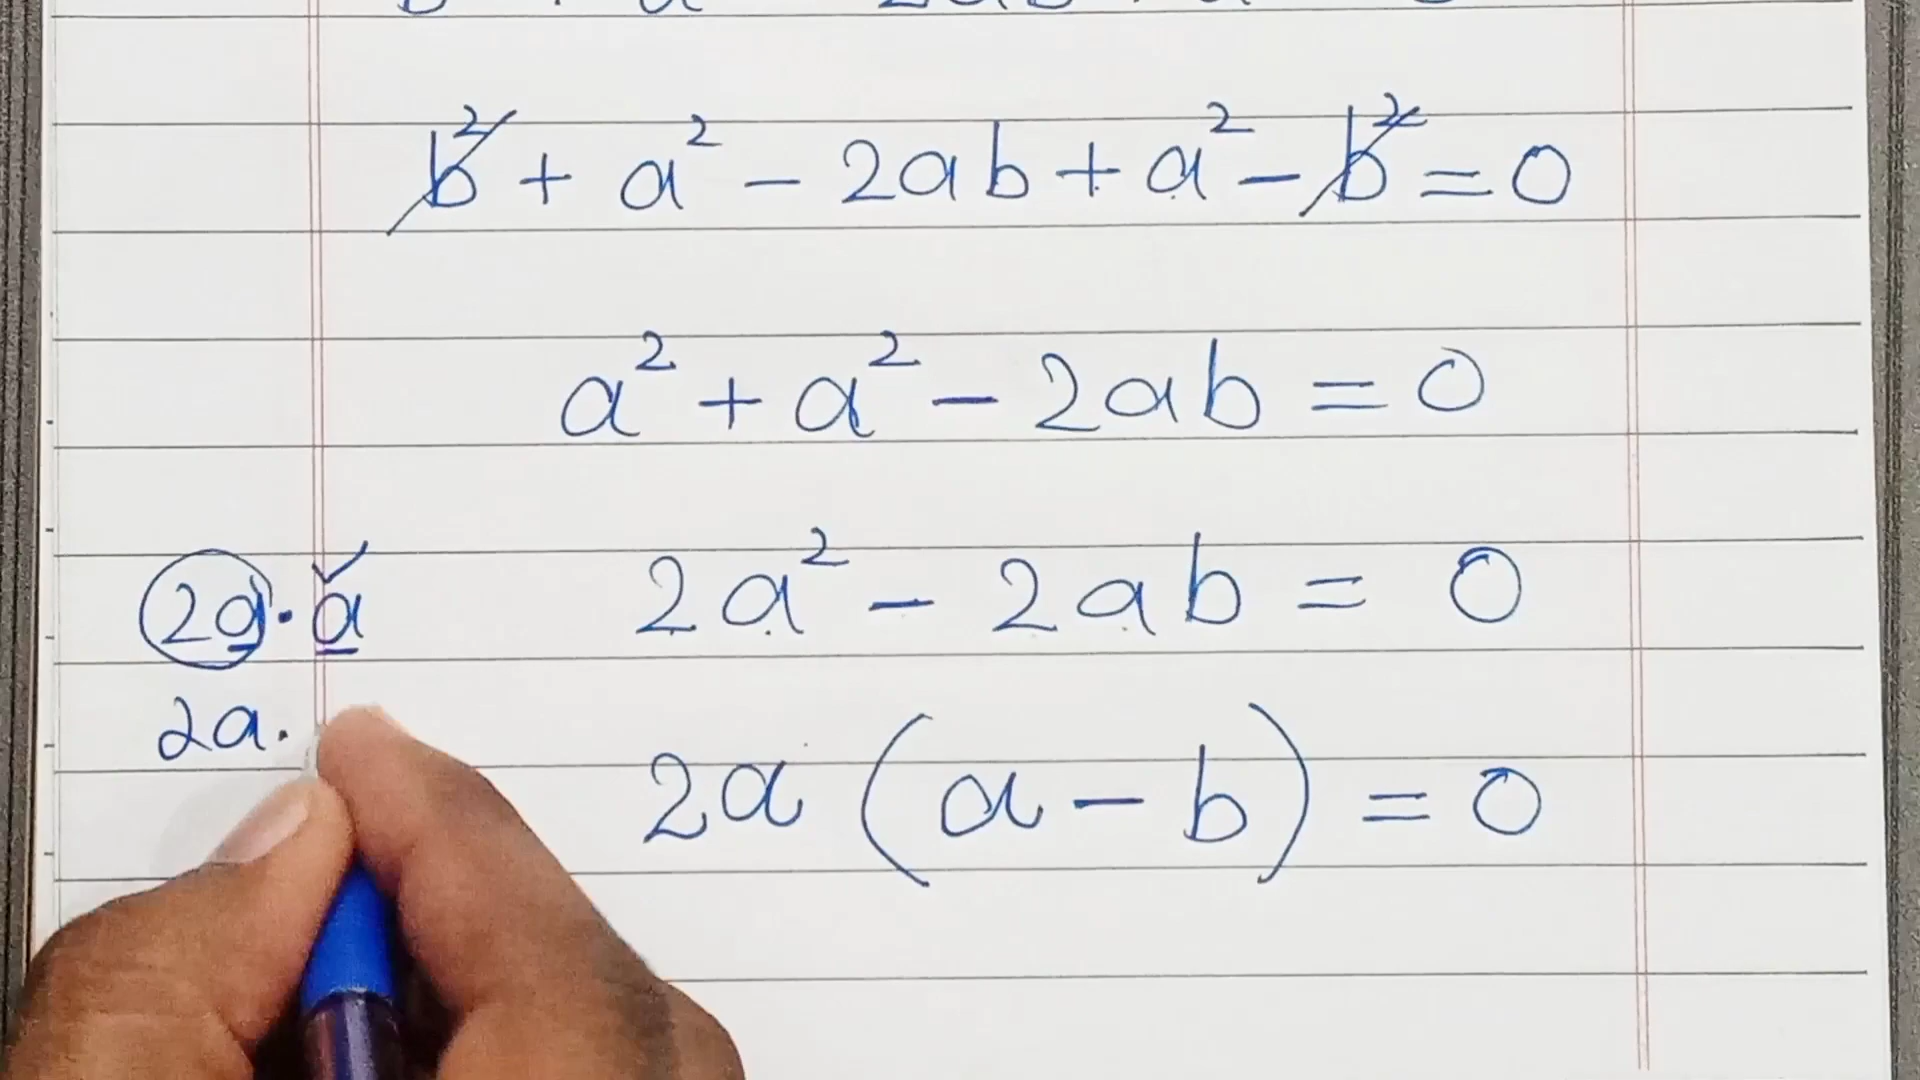 b² + a² - 2ab + a² - b² = 0
a² + a² - 2ab = 0
2a · a
2a² - 2ab = 0
2a ·
2a (a - b) = 0